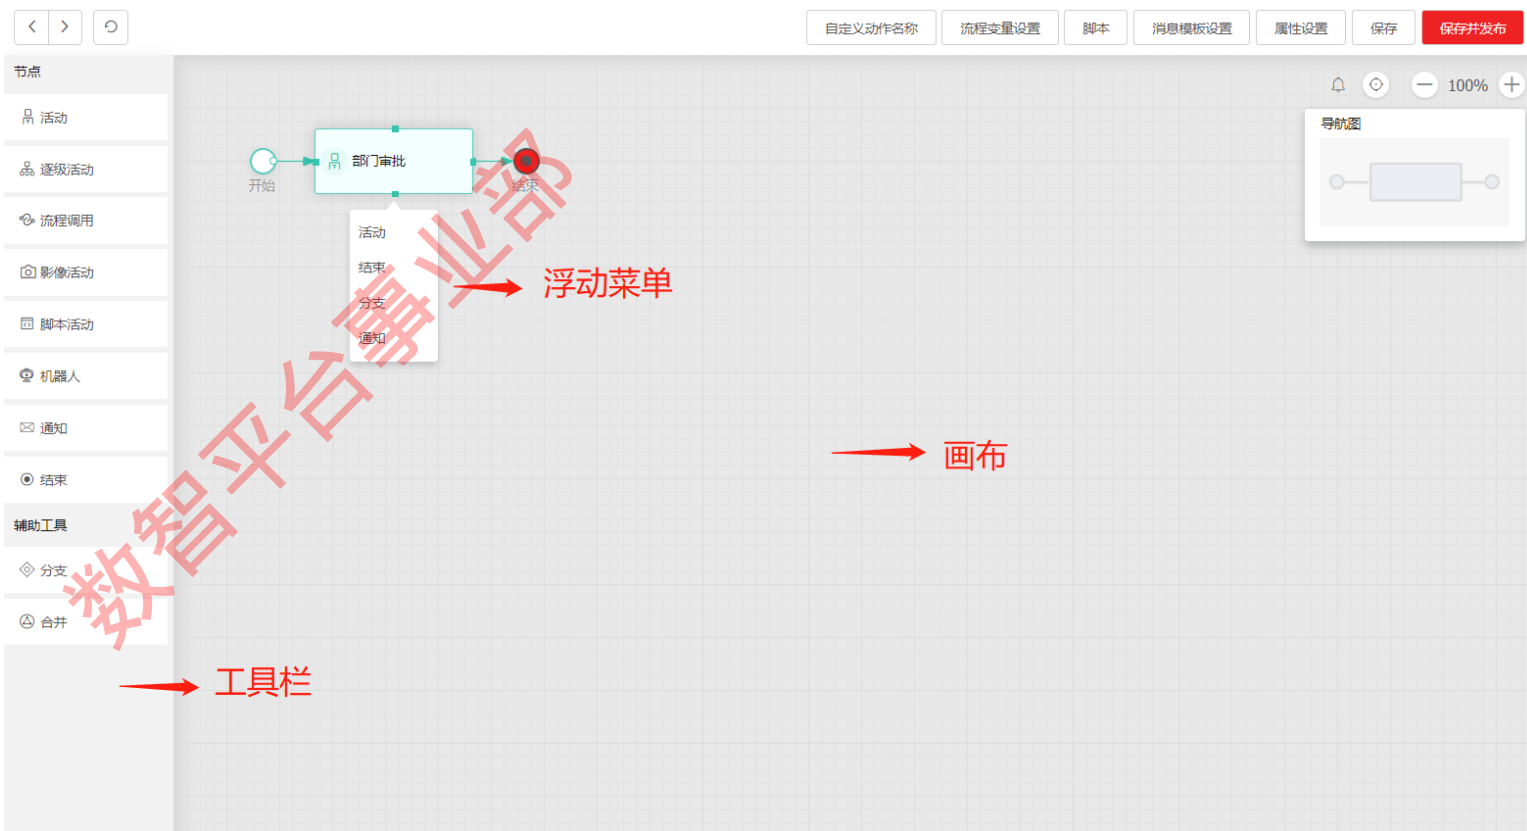 自定义动作名称 流程变量设置 脚本 消息模板设置 属性设置 保存 保存并发布
节点
活动
逐级活动
流程调用
影像活动
脚本活动
机器人
通知
结束
辅助工具
分支
合并
100%
导航图
开始
部门审批
结束
活动
结束
分支
通知
浮动菜单
画布
工具栏
数智平台事业部